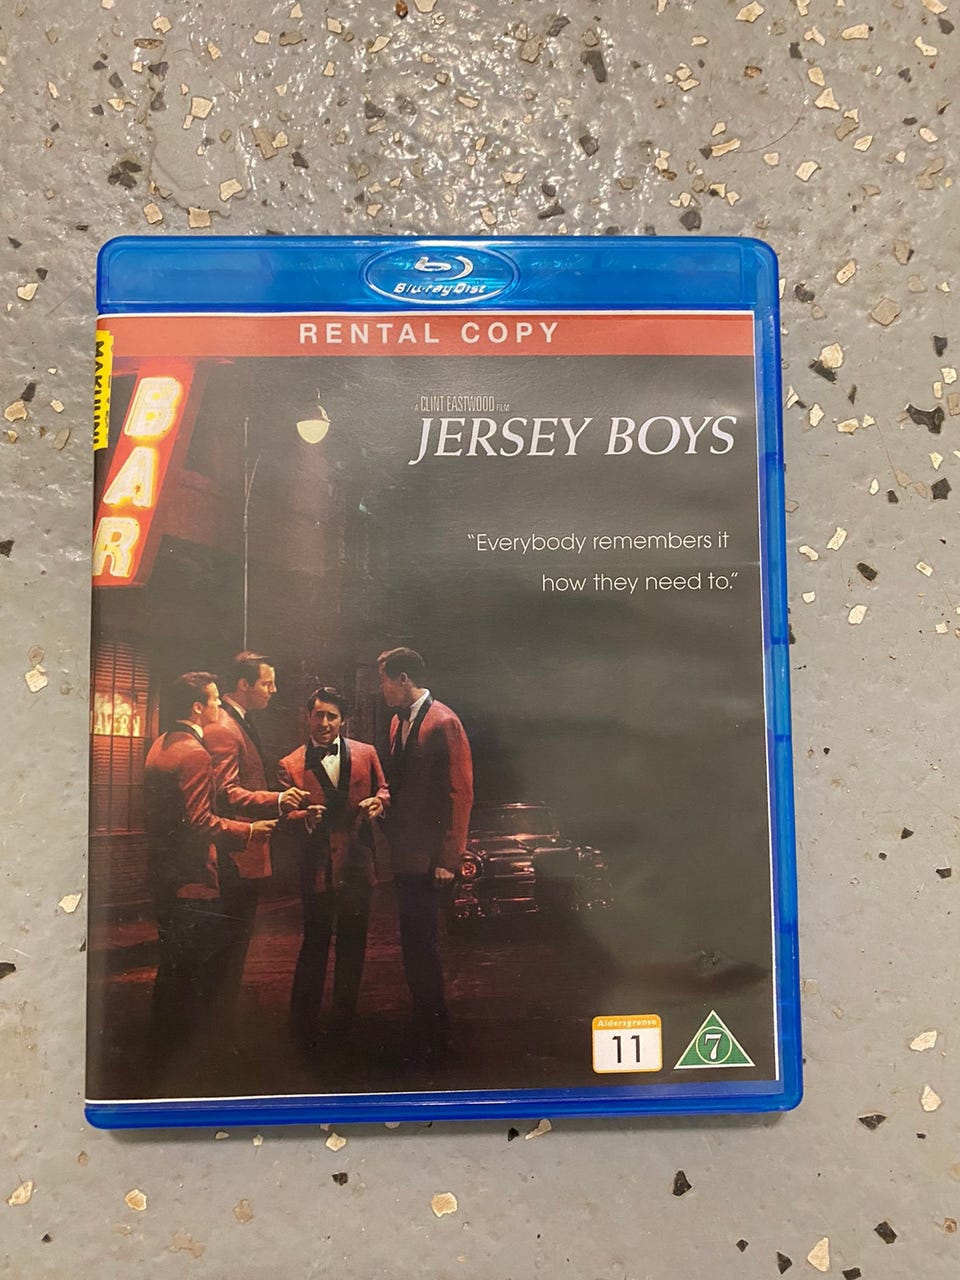 Blu-ray Disc
RENTAL COPY
BAR
A CLINT EASTWOOD FILM
JERSEY BOYS
“Everybody remembers it
how they need to.”
Aldersgrense
11
7